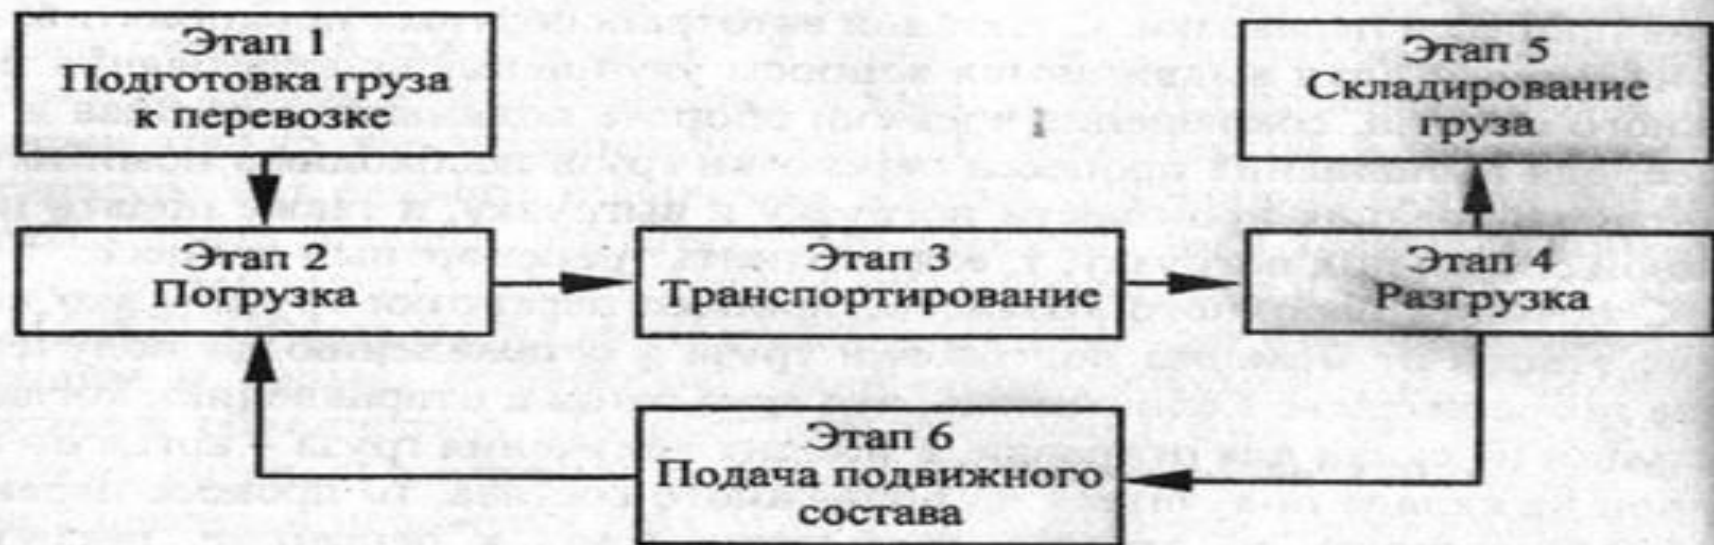 Этап 1
Подготовка груза
к перевозке
Этап 5
Складирование
груза
Этап 2
Погрузка
Этап 3
Транспортирование
Этап 4
Разгрузка
Этап 6
Подача подвижного
состава